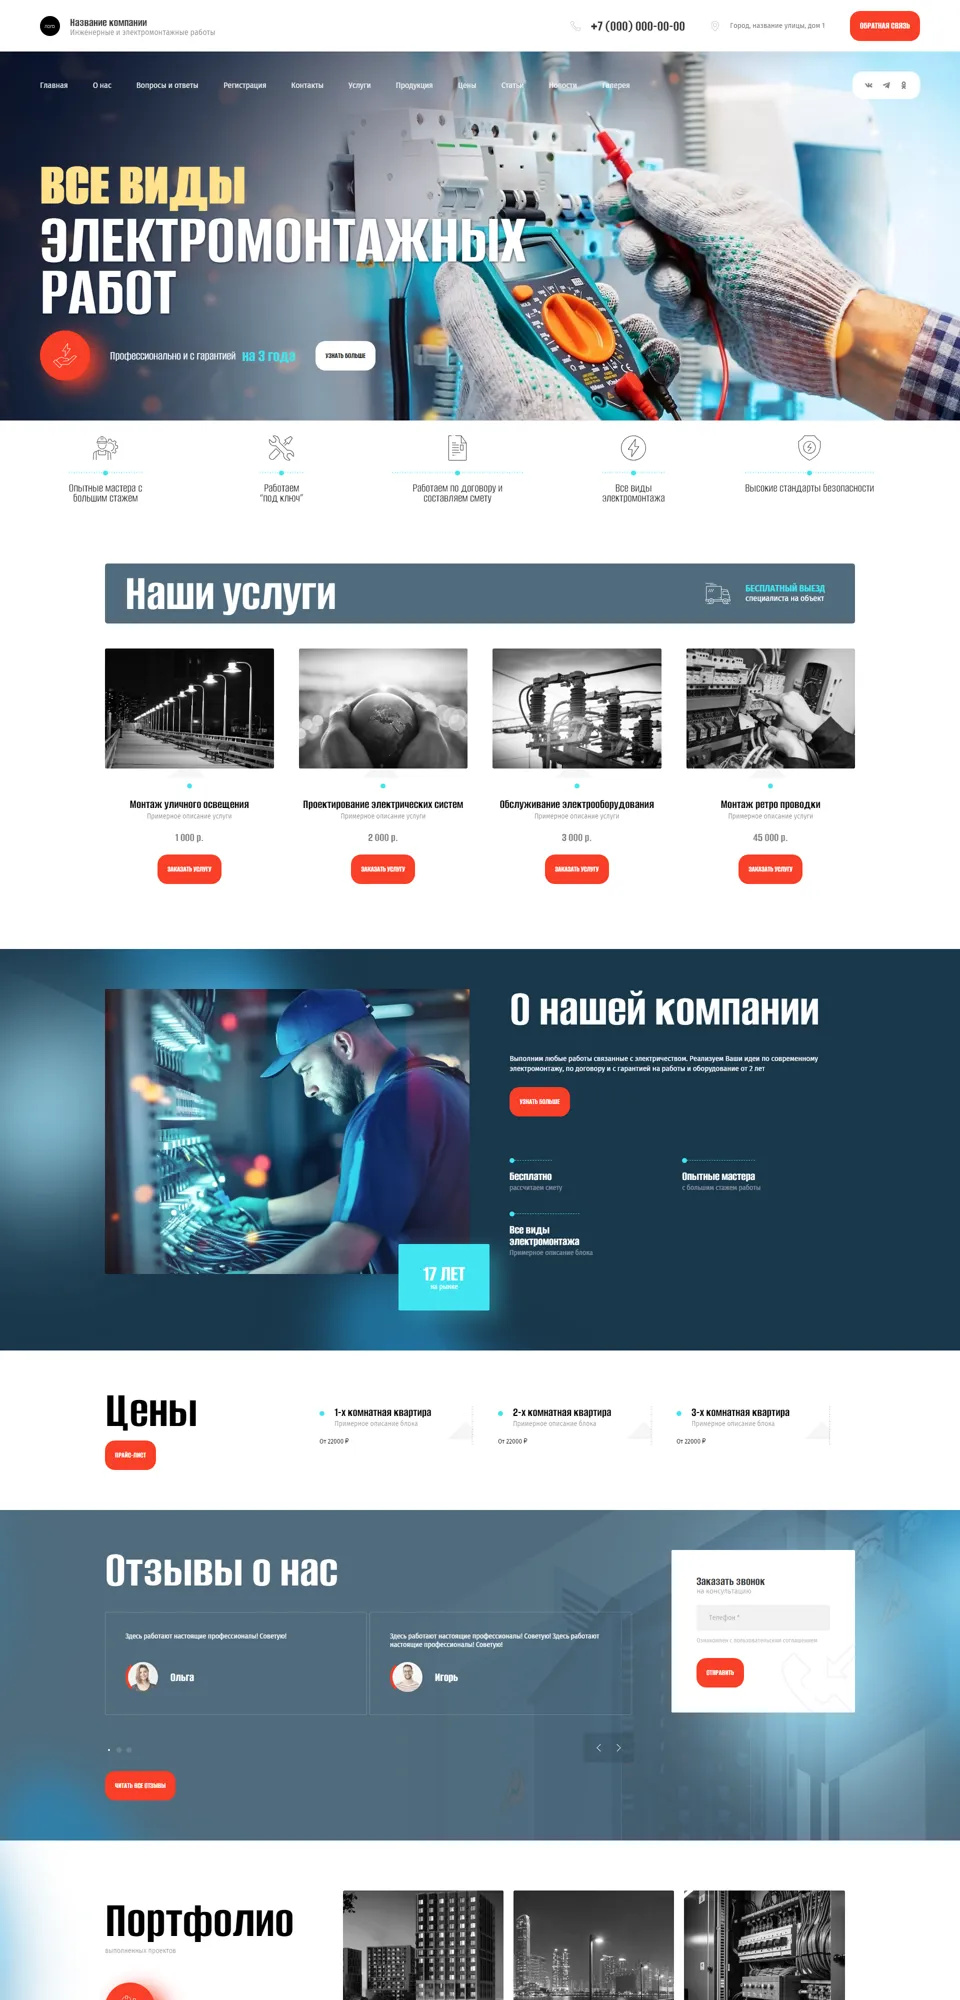 Название компании
Инженерные и электромонтажные работы
+7 (000) 000-00-00
Город, название улицы, дом 1
ОБРАТНАЯ СВЯЗЬ
Главная
О нас
Вопросы и ответы
Регистрация
Контакты
Услуги
Продукция
Цены
Статьи
Новости
Галерея
ВСЕ ВИДЫ
ЭЛЕКТРОМОНТАЖНЫХ
РАБОТ
Профессионально и с гарантией на 3 года
УЗНАТЬ БОЛЬШЕ
Опытные мастера с
большим стажем
Работаем
"под ключ"
Работаем по договору и
составляем смету
Все виды
электромонтажа
Высокие стандарты безопасности
Наши услуги
БЕСПЛАТНЫЙ ВЫЕЗД
специалиста на объект
Монтаж уличного освещения
Примерное описание услуги
1 000 р.
ЗАКАЗАТЬ УСЛУГУ
Проектирование электрических систем
Примерное описание услуги
2 000 р.
ЗАКАЗАТЬ УСЛУГУ
Обслуживание электрооборудования
Примерное описание услуги
3 000 р.
ЗАКАЗАТЬ УСЛУГУ
Монтаж ретро проводки
Примерное описание услуги
45 000 р.
ЗАКАЗАТЬ УСЛУГУ
О нашей компании
Выполним любые работы связанные с электричеством. Реализуем Ваши идеи по современному
электромонтажу, по договору и с гарантией на работы и оборудование от 2 лет
УЗНАТЬ БОЛЬШЕ
Бесплатно
рассчитаем смету
Опытные мастера
с большим стажем работы
Все виды
электромонтажа
Примерное описание блока
17 ЛЕТ
на рынке
Цены
ПРАЙС-ЛИСТ
1-х комнатная квартира
Примерное описание блока
От 22000 ₽
2-х комнатная квартира
Примерное описание блока
От 22000 ₽
3-х комнатная квартира
Примерное описание блока
От 22000 ₽
Отзывы о нас
Здесь работают настоящие профессионалы! Советую!
Ольга
Здесь работают настоящие профессионалы! Советую! Здесь работают
настоящие профессионалы! Советую!
Игорь
ЧИТАТЬ ВСЕ ОТЗЫВЫ
Заказать звонок
на консультацию
Телефон *
Ознакомлен с пользовательским соглашением
ОТПРАВИТЬ
Портфолио
выполненных проектов